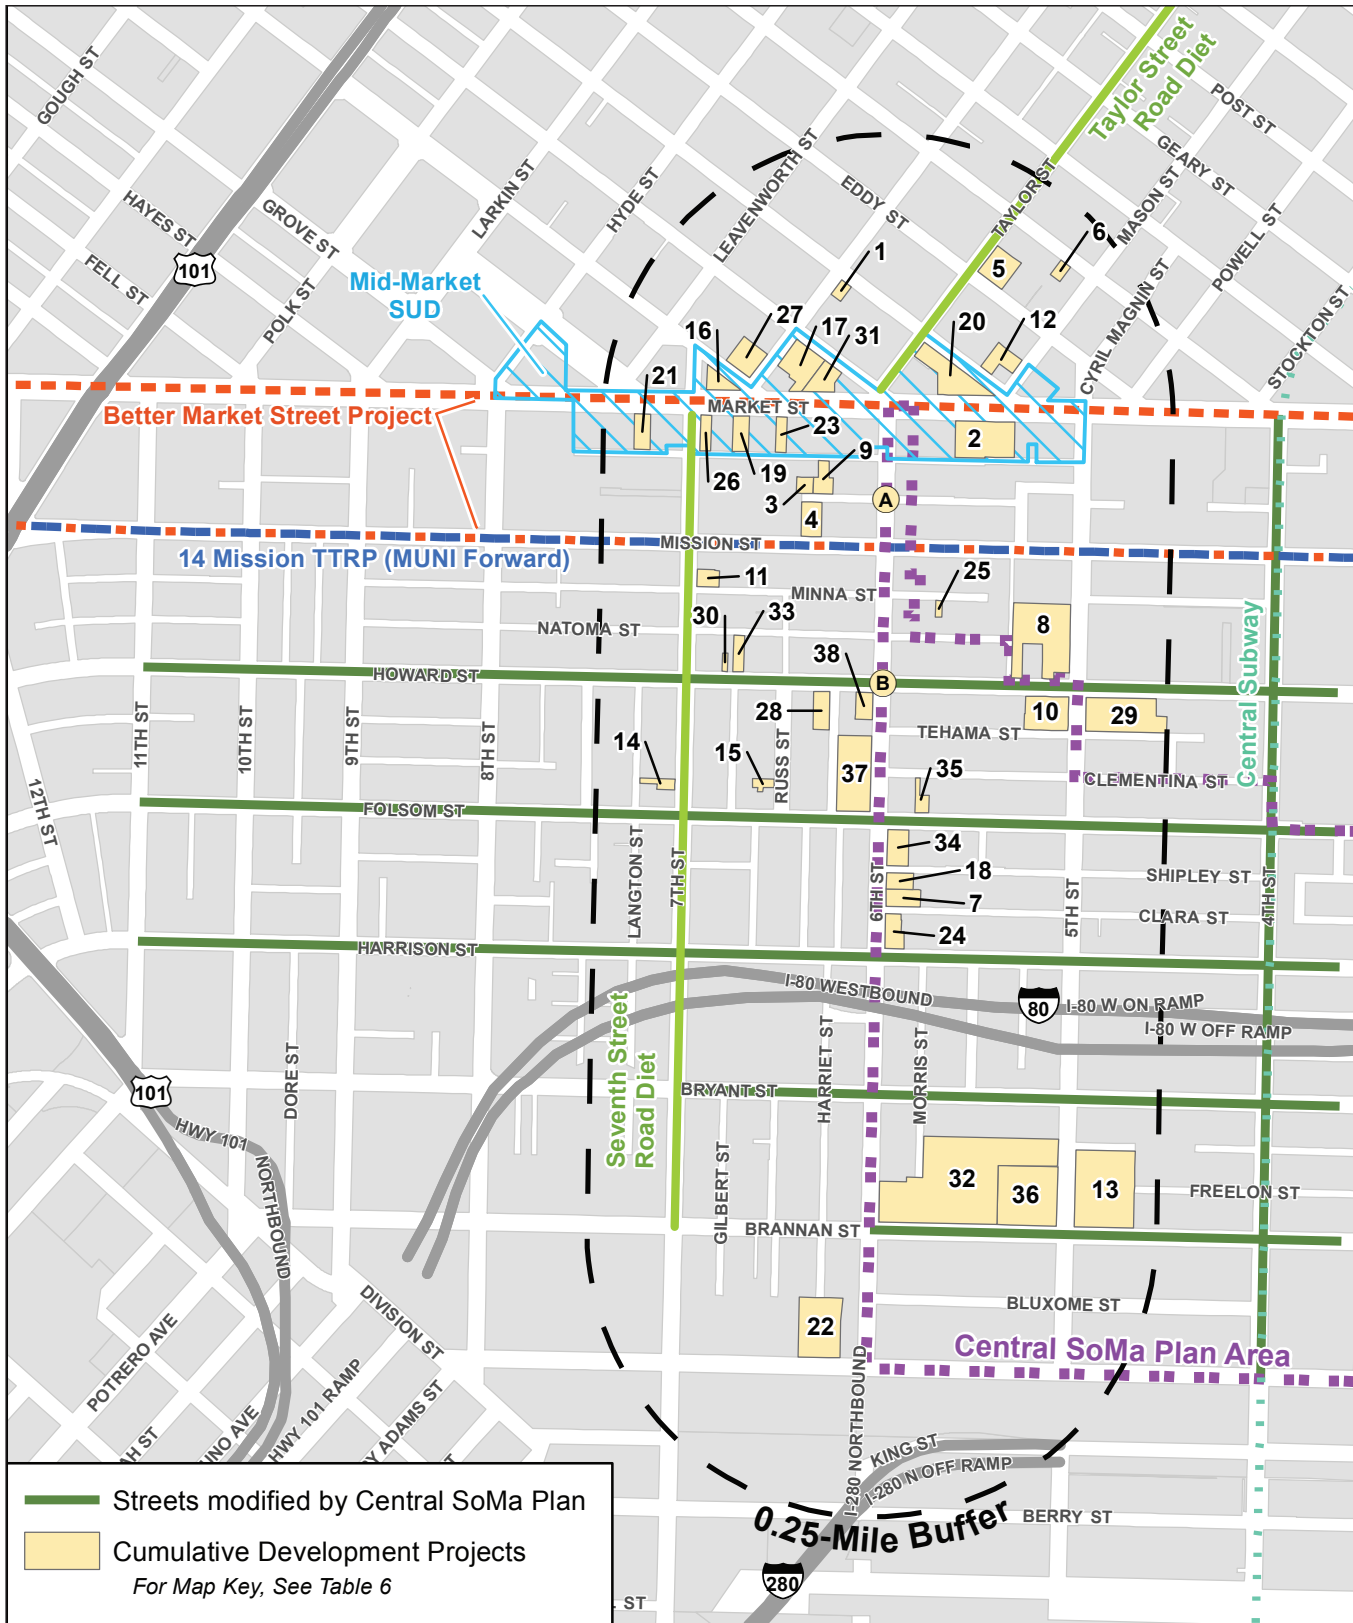 GOUGH ST
POST ST
Taylor Street
Road Diet
GEARY ST
LARKIN ST
HYDE ST
LEAVENWORTH ST
EDDY ST
TAYLOR ST
MASON ST
HAYES ST
GROVE ST
POWELL ST
6
1
5
101
FELL ST
POLK ST
Mid-Market
SUD
CYRIL MAGNIN ST
STOCKTON ST
27
17
31
20
12
16
21
MARKET ST
Better Market Street Project
23
2
9
26
19
3
A
4
MISSION ST
14 Mission TTRP (MUNI Forward)
11
MINNA ST
25
30
33
NATOMA ST
8
38
Central Subway
HOWARD ST
B
28
10
29
11TH ST
10TH ST
9TH ST
8TH ST
TEHAMA ST
14
15
RUSS ST
37
35
CLEMENTINA ST
12TH ST
FOLSOM ST
34
LANGTON ST
7TH ST
18
6TH ST
SHIPLEY ST
7
5TH ST
CLARA ST
4TH ST
24
HARRISON ST
I-80 WESTBOUND
80
I-80 W ON RAMP
I-80 W OFF RAMP
DORE ST
HARRIET ST
MORRIS ST
101
Seventh Street
Road Diet
BRYANT ST
HWY 101
NORTHBOUND
GILBERT ST
32
36
13
FREELON ST
BRANNAN ST
DIVISION ST
BLUXOME ST
22
Central SoMa Plan Area
POTRERO AVE
HWY 101 RAMP
I-280 NORTHBOUND
KING ST
I-280 N OFF RAMP
BERRY ST
0.25-Mile Buffer
280
UNO AVE
AH ST
Y ADAMS ST
ST
Streets modified by Central SoMa Plan
Cumulative Development Projects
For Map Key, See Table 6
ST